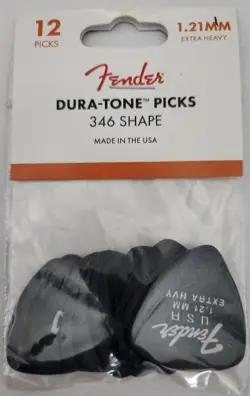 12
PICKS
1.21MM
EXTRA HEAVY
Fender
DURA-TONE™ PICKS
346 SHAPE
MADE IN THE USA
Fender
USA
1.21 MM
EXTRA HVY